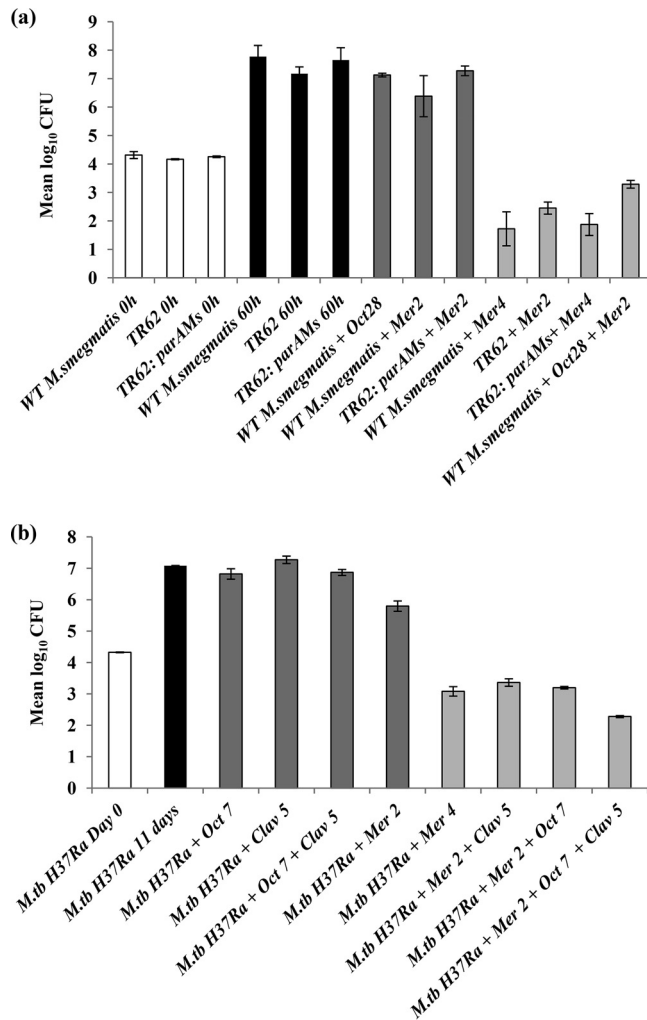 (a)
Mean log10 CFU
9
8
7
6
5
4
3
2
1
0
WT M.smegmatis 0h
TR62 0h
TR62: parAMs 0h
WT M.smegmatis 60h
TR62 60h
TR62: parAMs 60h
WT M.smegmatis + Oct28
WT M.smegmatis + Mer2
TR62: parAMs + Mer2
WT M.smegmatis + Mer4
TR62 + Mer2
TR62: parAMs+ Mer4
WT M.smegmatis + Oct28 + Mer2
(b)
Mean log10 CFU
8
7
6
5
4
3
2
1
0
M.tb H37Ra Day 0
M.tb H37Ra 11 days
M.tb H37Ra + Oct 7
M.tb H37Ra + Clav 5
M.tb H37Ra + Oct 7 + Clav 5
M.tb H37Ra + Mer 2
M.tb H37Ra + Mer 4
M.tb H37Ra + Mer 2 + Clav 5
M.tb H37Ra + Mer 2 + Oct 7
M.tb H37Ra + Mer 2 + Oct 7 + Clav 5